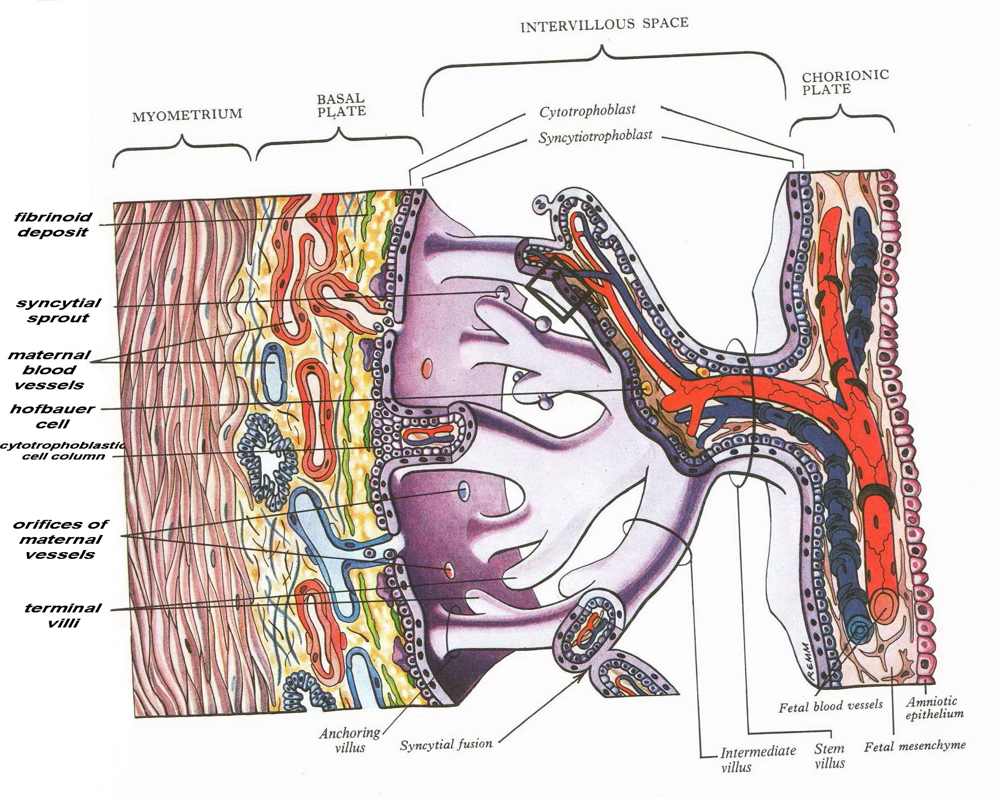 INTERVILLOUS SPACE
CHORIONIC
PLATE
BASAL
PLATE
MYOMETRIUM
Cytotrophoblast
Syncytiotrophoblast
fibrinoid
deposit
syncytial
sprout
maternal
blood
vessels
hofbauer
cell
cytotrophoblastic
cell column
orifices of
maternal
vessels
terminal
villi
REMM
Anchoring
villus
Syncytial fusion
Intermediate
villus
Stem
villus
Fetal blood vessels
Amniotic
epithelium
Fetal mesenchyme